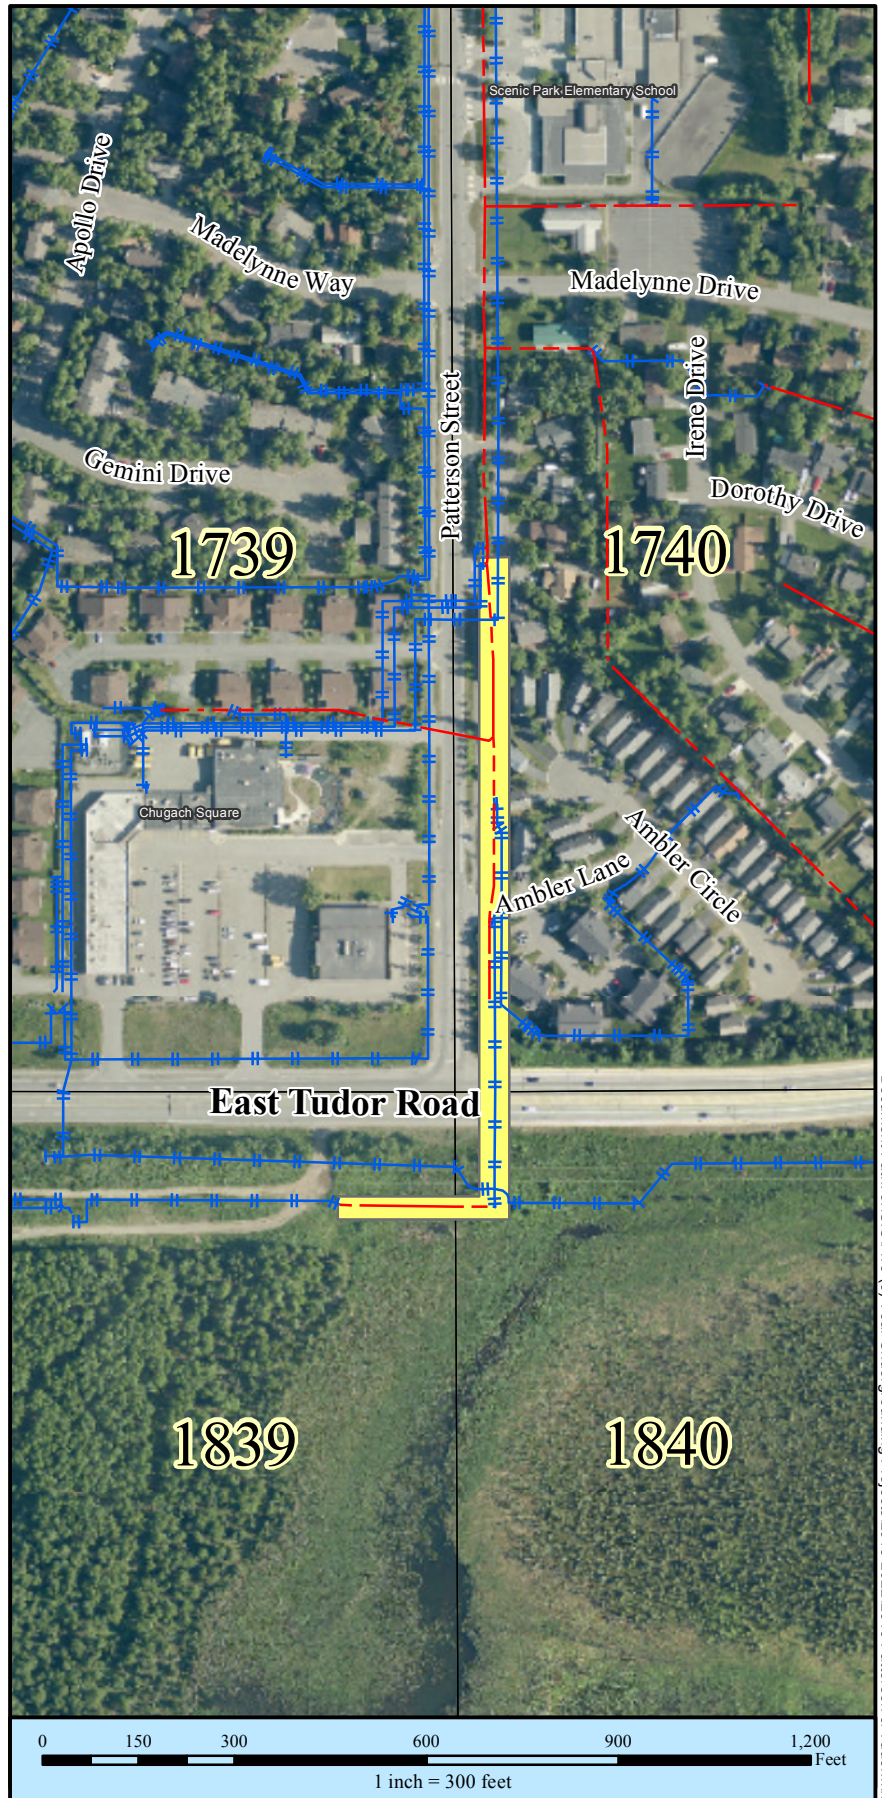 Scenic Park Elementary School
Apollo Drive
Madelynne Way
Madelynne Drive
Irene Drive
Patterson Street
Gemini Drive
Dorothy Drive
1739
1740
Chugach Square
Ambler Circle
Ambler Lane
East Tudor Road
1839
1840
0 150 300 600 900 1,200
Feet
1 inch = 300 feet